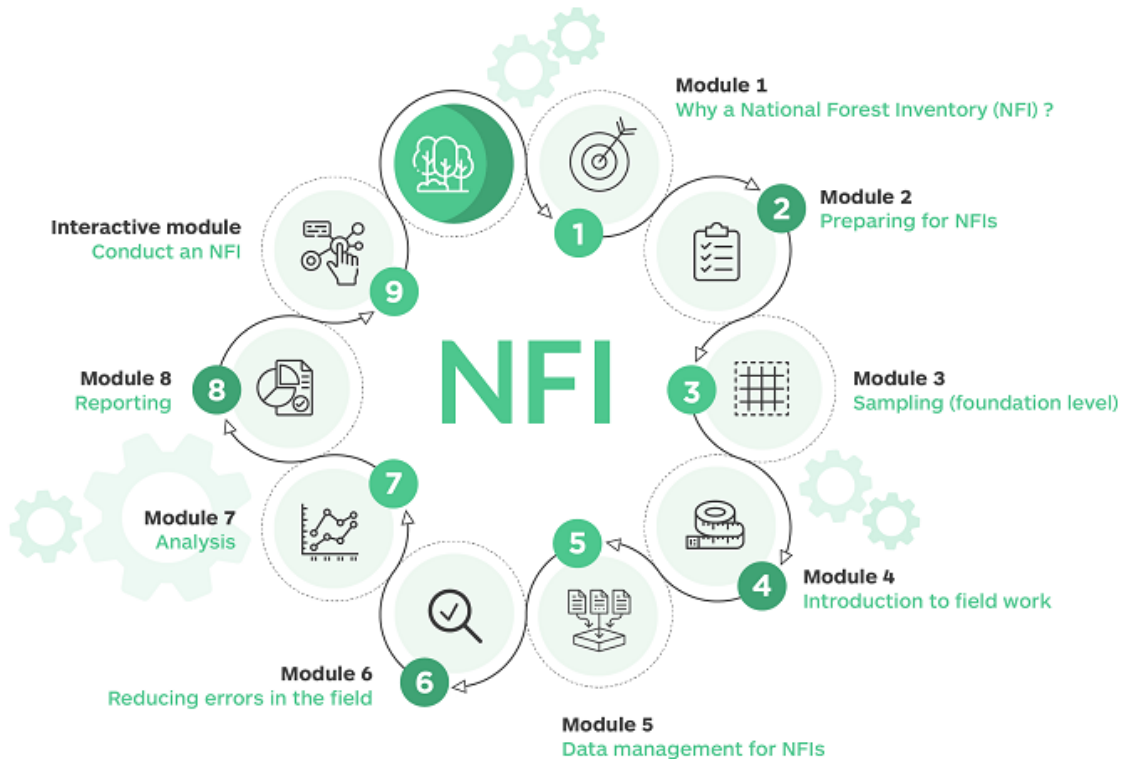 Module 1
Why a National Forest Inventory (NFI) ?
1
Module 2
Preparing for NFIs
2
Interactive module
Conduct an NFI
9
NFI
Module 3
Sampling (foundation level)
3
Module 8
Reporting
8
Module 7
Analysis
7
Module 4
Introduction to field work
4
5
Module 5
Data management for NFIs
Module 6
Reducing errors in the field
6